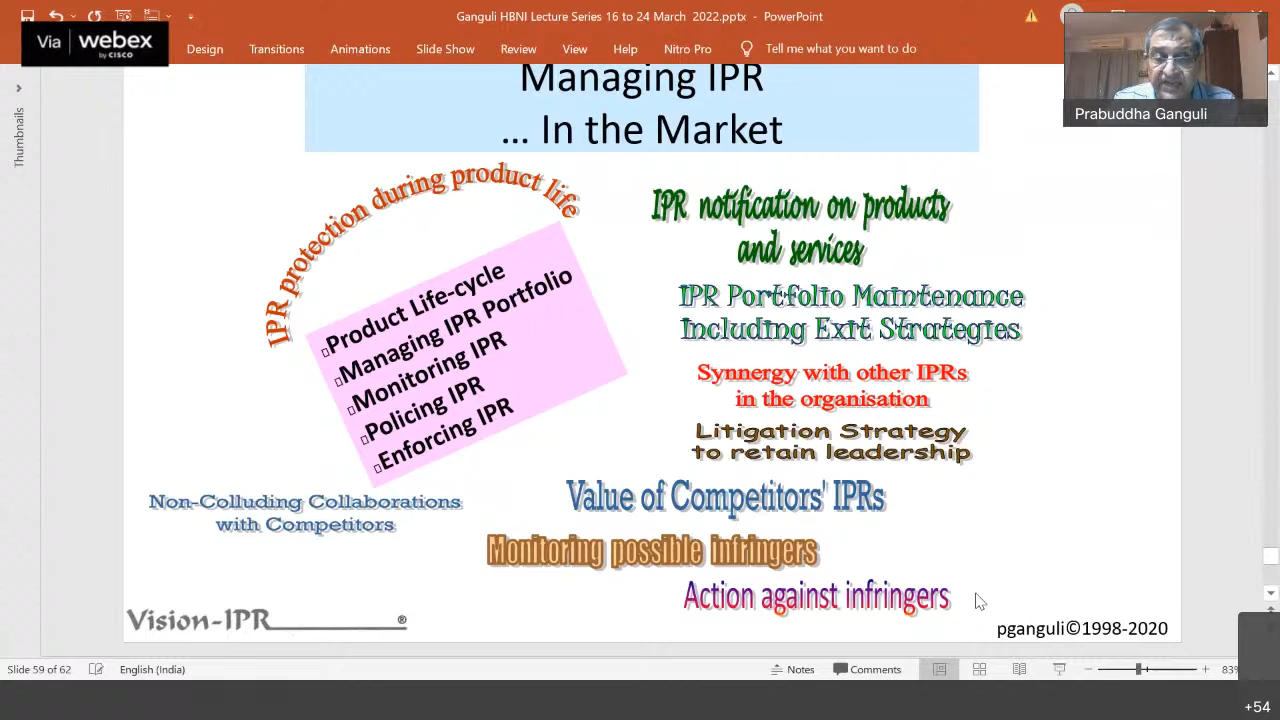 Ganguli HBNI Lecture Series 16 to 24 March 2022.pptx - PowerPoint
Via webex
by CISCO
Design Transitions Animations Slide Show Review View Help Nitro Pro Tell me what you want to do
Prabuddha Ganguli
Thumbnails
Managing IPR
... In the Market
IPR protection during product life
Product Life-cycle
Managing IPR Portfolio
Monitoring IPR
Policing IPR
Enforcing IPR
IPR notification on products
and services
IPR Portfolio Maintenance
Including Exit Strategies
Synnergy with other IPRs
in the organisation
Litigation Strategy
to retain leadership
Non-Colluding Collaborations
with Competitors
Value of Competitors' IPRs
Monitoring possible infringers
Action against infringers
Vision-IPR ®
pganguli©1998-2020
Slide 59 of 62 English (India) Notes Comments 83%
+54